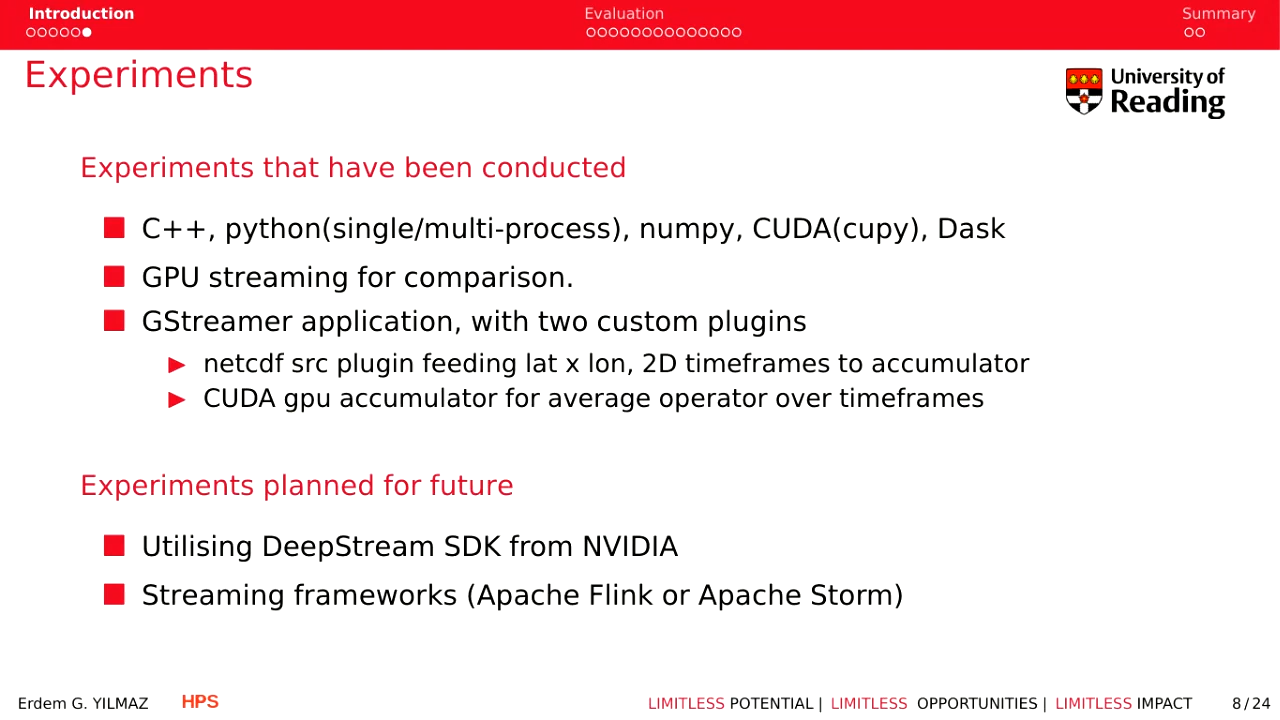 Introduction
Evaluation
Summary
Experiments
University of
Reading
Experiments that have been conducted
C++, python(single/multi-process), numpy, CUDA(cupy), Dask
GPU streaming for comparison.
GStreamer application, with two custom plugins
netcdf src plugin feeding lat x lon, 2D timeframes to accumulator
CUDA gpu accumulator for average operator over timeframes
Experiments planned for future
Utilising DeepStream SDK from NVIDIA
Streaming frameworks (Apache Flink or Apache Storm)
Erdem G. YILMAZ HPS LIMITLESS POTENTIAL | LIMITLESS OPPORTUNITIES | LIMITLESS IMPACT 8/24